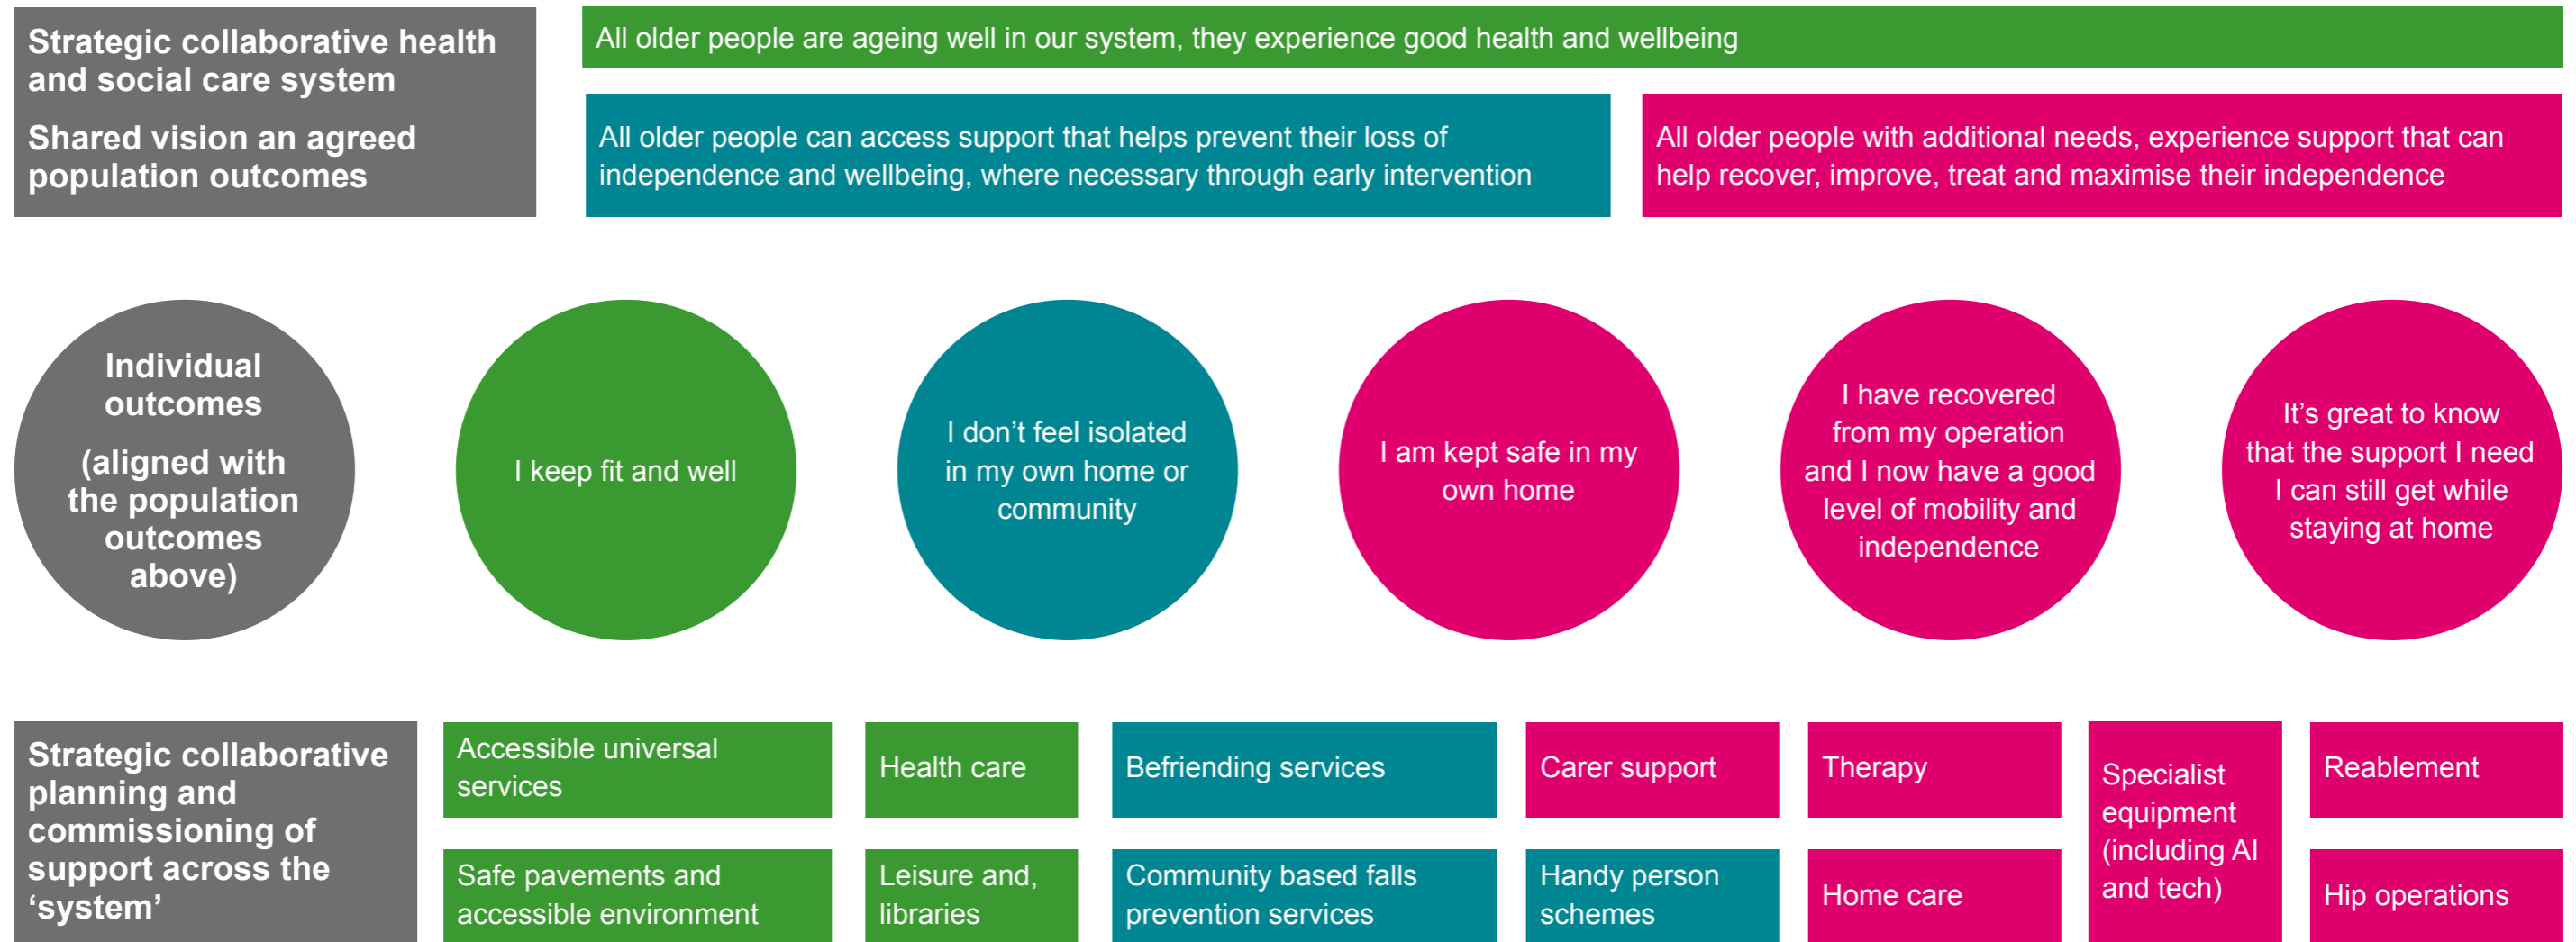 Strategic collaborative health
and social care system
Shared vision an agreed
population outcomes
All older people are ageing well in our system, they experience good health and wellbeing
All older people can access support that helps prevent their loss of
independence and wellbeing, where necessary through early intervention
All older people with additional needs, experience support that can
help recover, improve, treat and maximise their independence
Individual
outcomes
(aligned with
the population
outcomes
above)
I keep fit and well
I don’t feel isolated
in my own home or
community
I am kept safe in my
own home
I have recovered
from my operation
and I now have a good
level of mobility and
independence
It’s great to know
that the support I need
I can still get while
staying at home
Strategic collaborative
planning and
commissioning of
support across the
‘system’
Accessible universal
services
Health care
Befriending services
Carer support
Therapy
Specialist
equipment
(including AI
and tech)
Reablement
Safe pavements and
accessible environment
Leisure and,
libraries
Community based falls
prevention services
Handy person
schemes
Home care
Hip operations